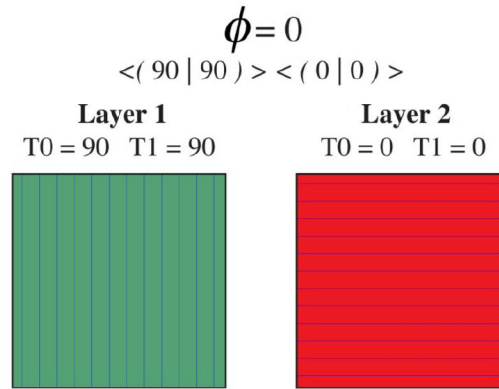 ϕ = 0
<( 90 | 90 ) > < ( 0 | 0 ) >
Layer 1
T0 = 90 T1 = 90
Layer 2
T0 = 0 T1 = 0